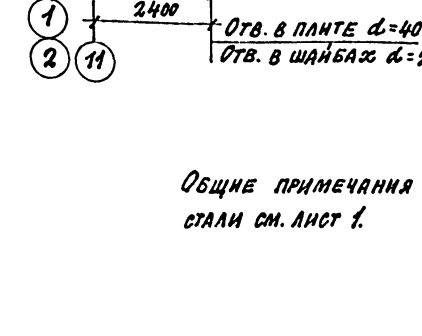 1 2400 Отв. в плите d=40
2 11 Отв. в шайбах d=
Общие примечания
стали см. лист 1.